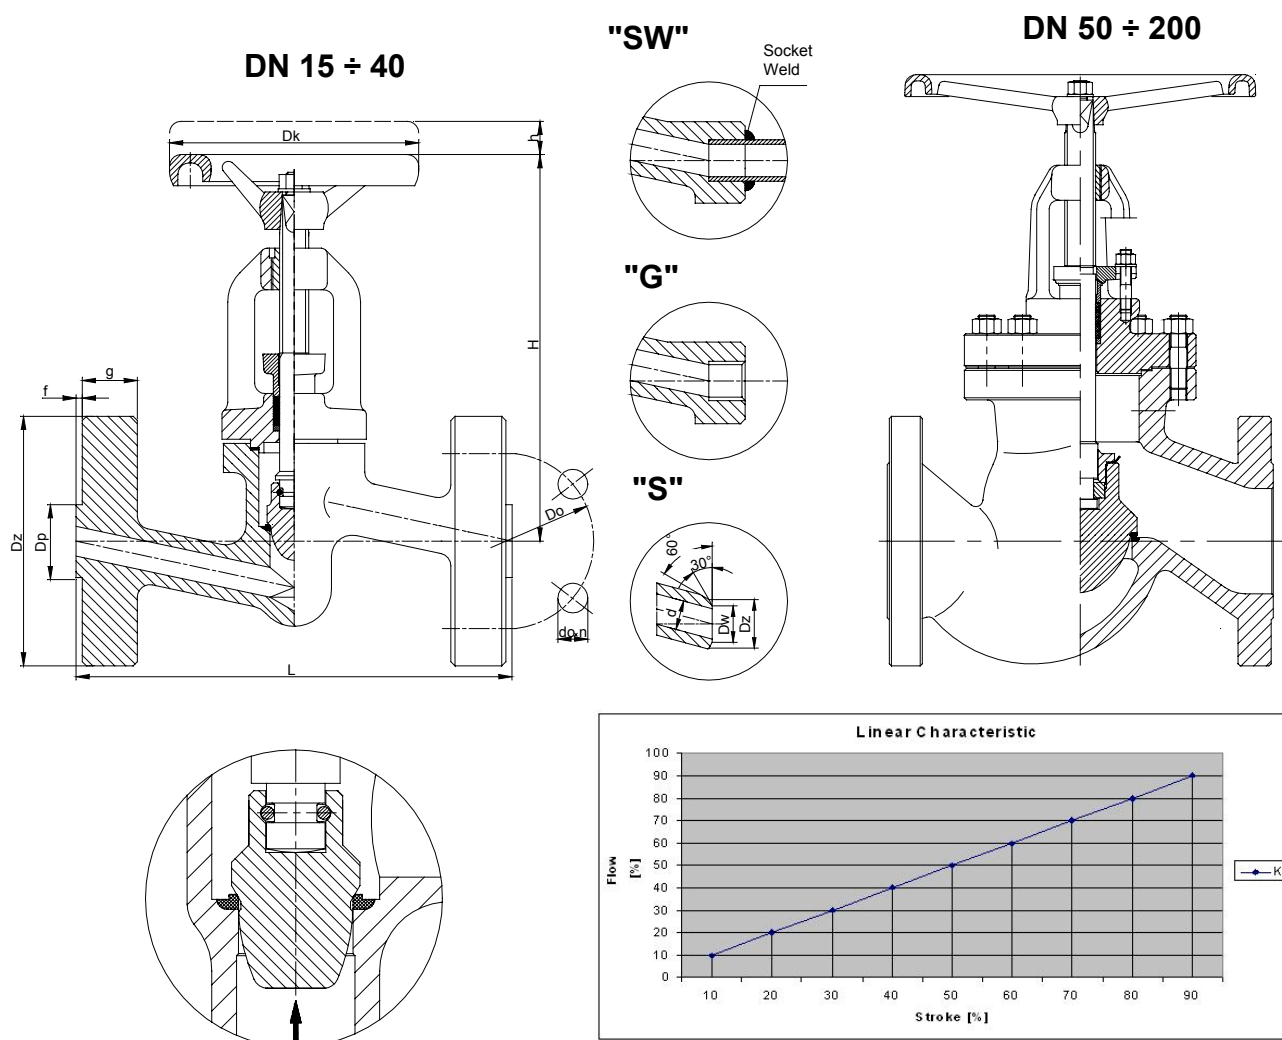 DN 15 ÷ 40
"SW"
Socket
Weld
DN 50 ÷ 200
Dk
h
H
g
f
Dz
Dp
L
Do
do,n
"G"
"S"
60°
30°
d
Dw
Dz
Linear Characteristic
Flow
[%]
100
90
80
70
60
50
40
30
20
10
0
10 20 30 40 50 60 70 80 90
Stroke [%]